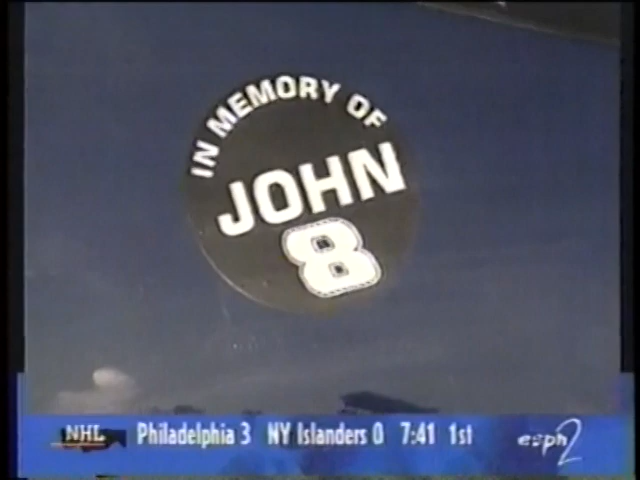 IN MEMORY OF
JOHN
8
NHL Philadelphia 3 NY Islanders 0 7:41 1st espn2